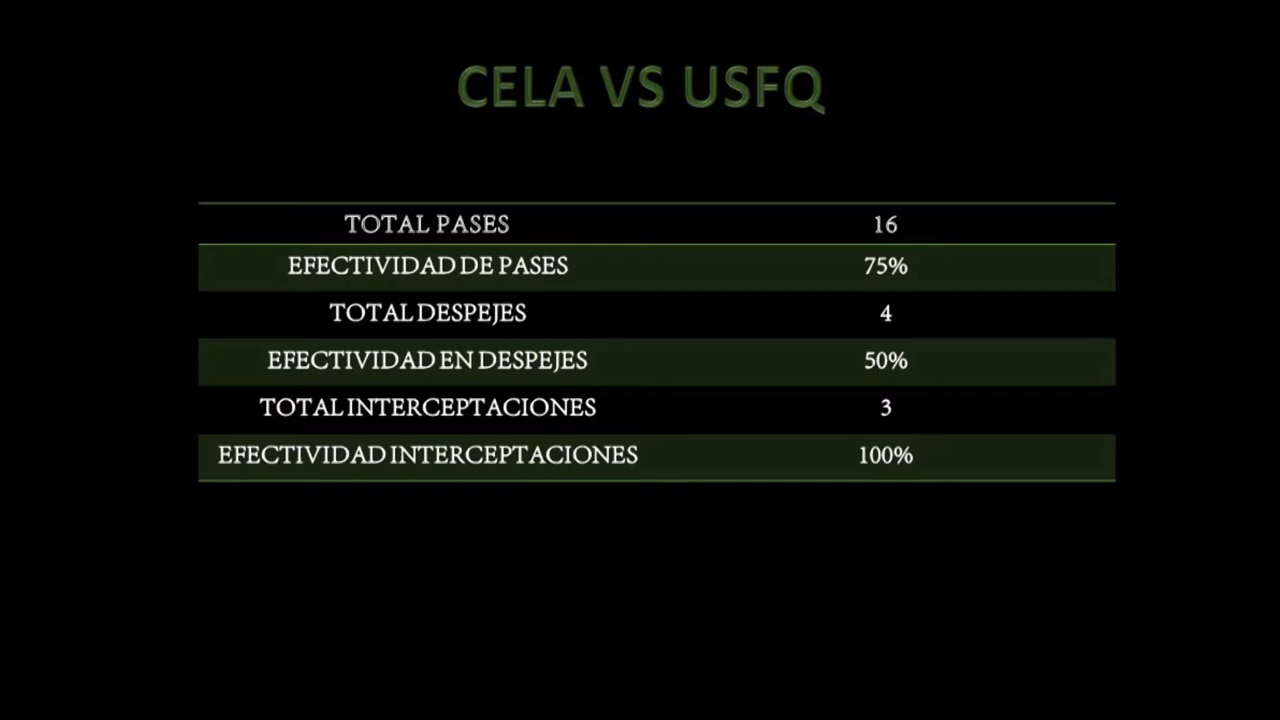 CELA VS USFQ
TOTAL PASES 16
EFECTIVIDAD DE PASES 75%
TOTAL DESPEJES 4
EFECTIVIDAD EN DESPEJES 50%
TOTAL INTERCEPTACIONES 3
EFECTIVIDAD INTERCEPTACIONES 100%